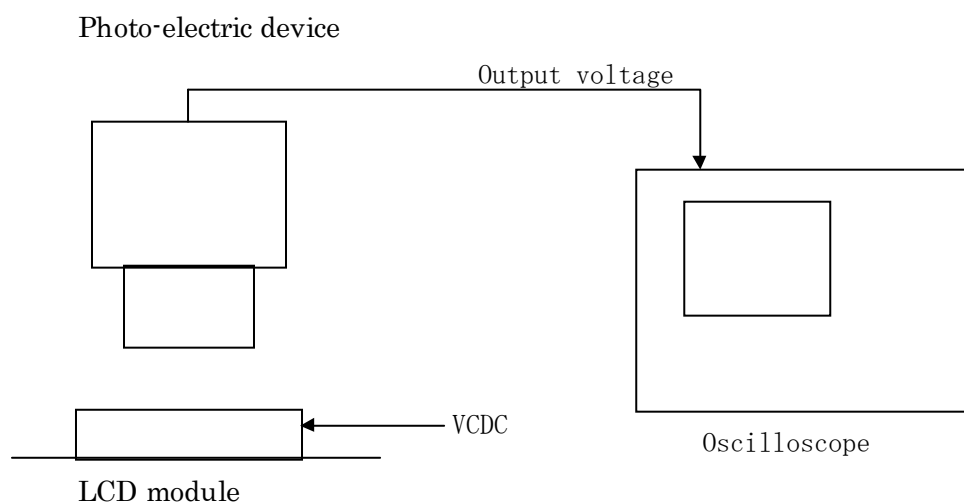 Photo-electric device
Output voltage
VCDC
Oscilloscope
LCD module